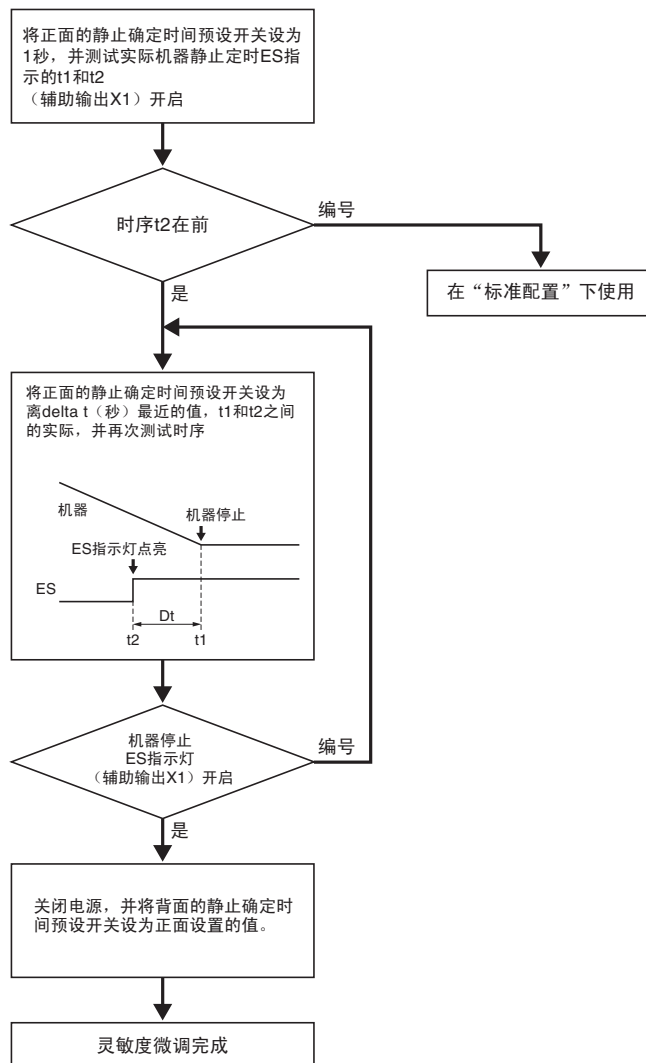 将正面的静止确定时间预设开关设为
1秒，并测试实际机器静止定时ES指
示的t1和t2
（辅助输出X1）开启
时序t2在前
编号
在“标准配置”下使用
是
将正面的静止确定时间预设开关设为
离delta t（秒）最近的值，t1和t2之间
的实际，并再次测试时序
机器
机器停止
ES指示灯点亮
ES
Dt
t2
t1
机器停止
ES指示灯
（辅助输出X1）开启
编号
是
关闭电源，并将背面的静止确定时
间预设开关设为正面设置的值。
灵敏度微调完成